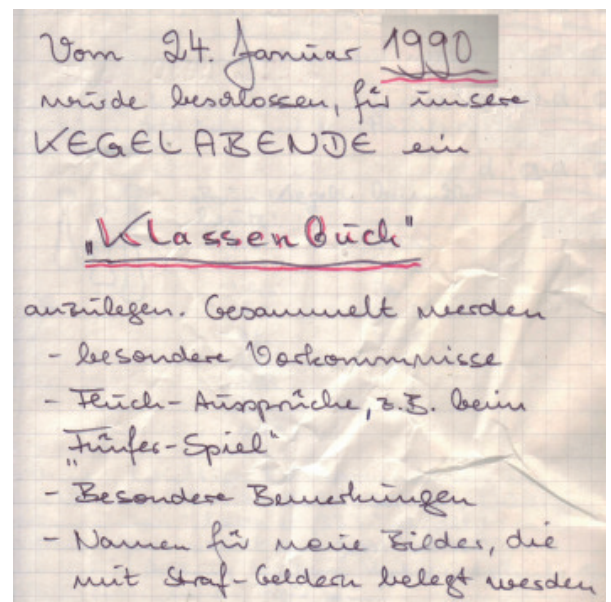 Vom 24. Januar 1990
wurde beschlossen, für unsere
KEGELABENDE ein
„Klassenbuch"
anzulegen. Gesammelt werden
- besondere Vorkommnisse
- Fluch-Aussprüche, z.B. beim
„Fünfer-Spiel"
- Besondere Bemerkungen
- Namen für neue Bilder, die
mit Straf-Geldern belegt werden